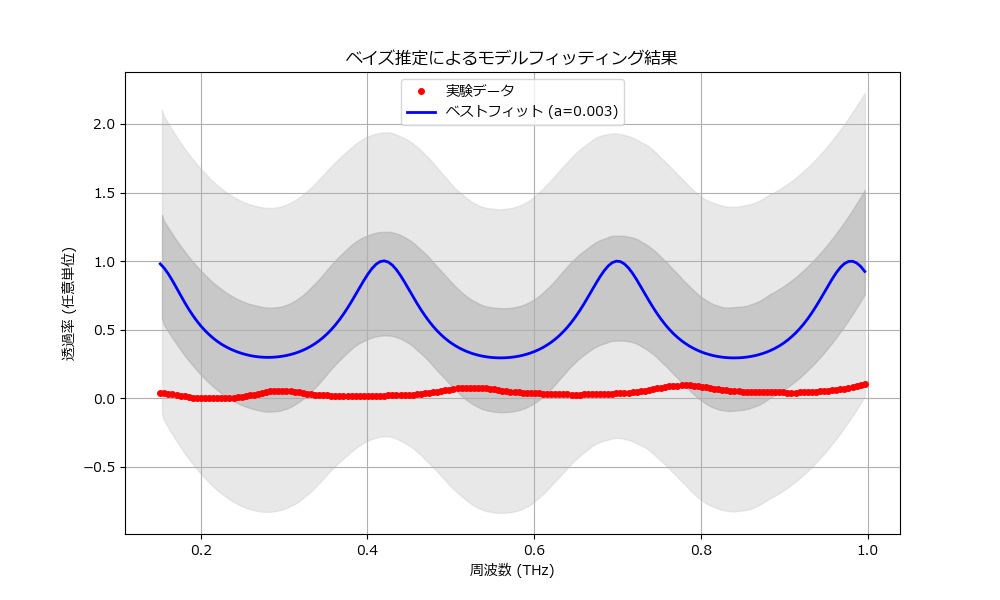 ベイズ推定によるモデルフィッティング結果
実験データ
ベストフィット (a=0.003)
透過率 (任意単位)
2.0
1.5
1.0
0.5
0.0
−0.5
0.2
0.4
0.6
0.8
1.0
周波数 (THz)